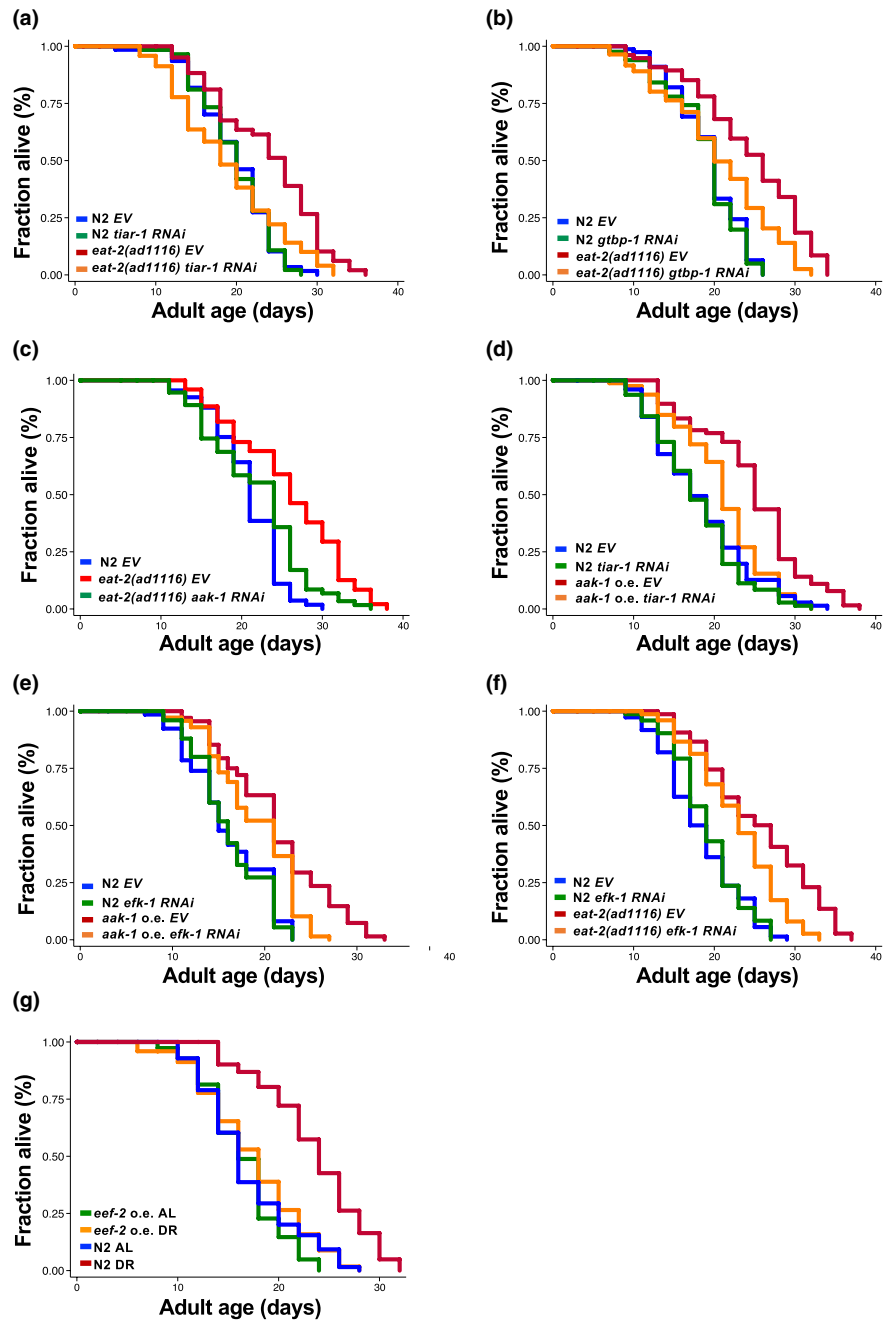 (a)
Fraction alive (%)
1.00
0.75
0.50
0.25
0.00
N2 EV
N2 tiar-1 RNAi
eat-2(ad1116) EV
eat-2(ad1116) tiar-1 RNAi
0 10 20 30 40
Adult age (days)
(b)
Fraction alive (%)
1.00
0.75
0.50
0.25
0.00
N2 EV
N2 gtbp-1 RNAi
eat-2(ad1116) EV
eat-2(ad1116) gtbp-1 RNAi
0 10 20 30 40
Adult age (days)
(c)
Fraction alive (%)
1.00
0.75
0.50
0.25
0.00
N2 EV
eat-2(ad1116) EV
eat-2(ad1116) aak-1 RNAi
0 10 20 30 40
Adult age (days)
(d)
Fraction alive (%)
1.00
0.75
0.50
0.25
0.00
N2 EV
N2 tiar-1 RNAi
aak-1 o.e. EV
aak-1 o.e. tiar-1 RNAi
0 10 20 30 40
Adult age (days)
(e)
Fraction alive (%)
1.00
0.75
0.50
0.25
0.00
N2 EV
N2 efk-1 RNAi
aak-1 o.e. EV
aak-1 o.e. efk-1 RNAi
0 10 20 30 40
Adult age (days)
(f)
Fraction alive (%)
1.00
0.75
0.50
0.25
0.00
N2 EV
N2 efk-1 RNAi
eat-2(ad1116) EV
eat-2(ad1116) efk-1 RNAi
0 10 20 30 40
Adult age (days)
(g)
Fraction alive (%)
1.00
0.75
0.50
0.25
0.00
eef-2 o.e. AL
eef-2 o.e. DR
N2 AL
N2 DR
0 10 20 30
Adult age (days)